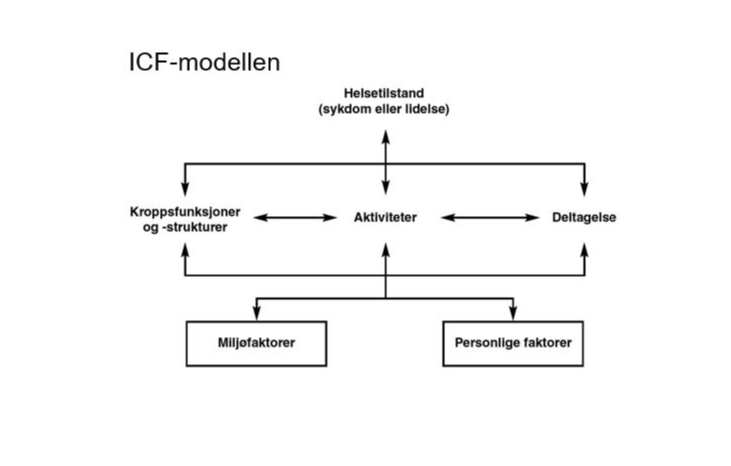 ICF-modellen
Helsetilstand
(sykdom eller lidelse)
Kroppsfunksjoner
og -strukturer
Aktiviteter
Deltagelse
Miljøfaktorer
Personlige faktorer